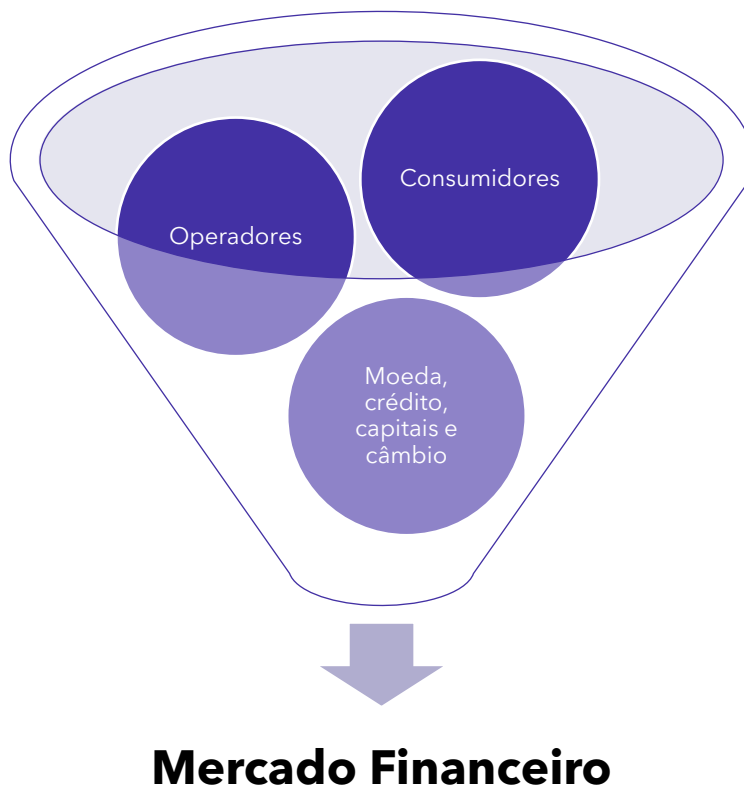 Consumidores
Operadores
Moeda,
crédito,
capitais e
câmbio
Mercado Financeiro